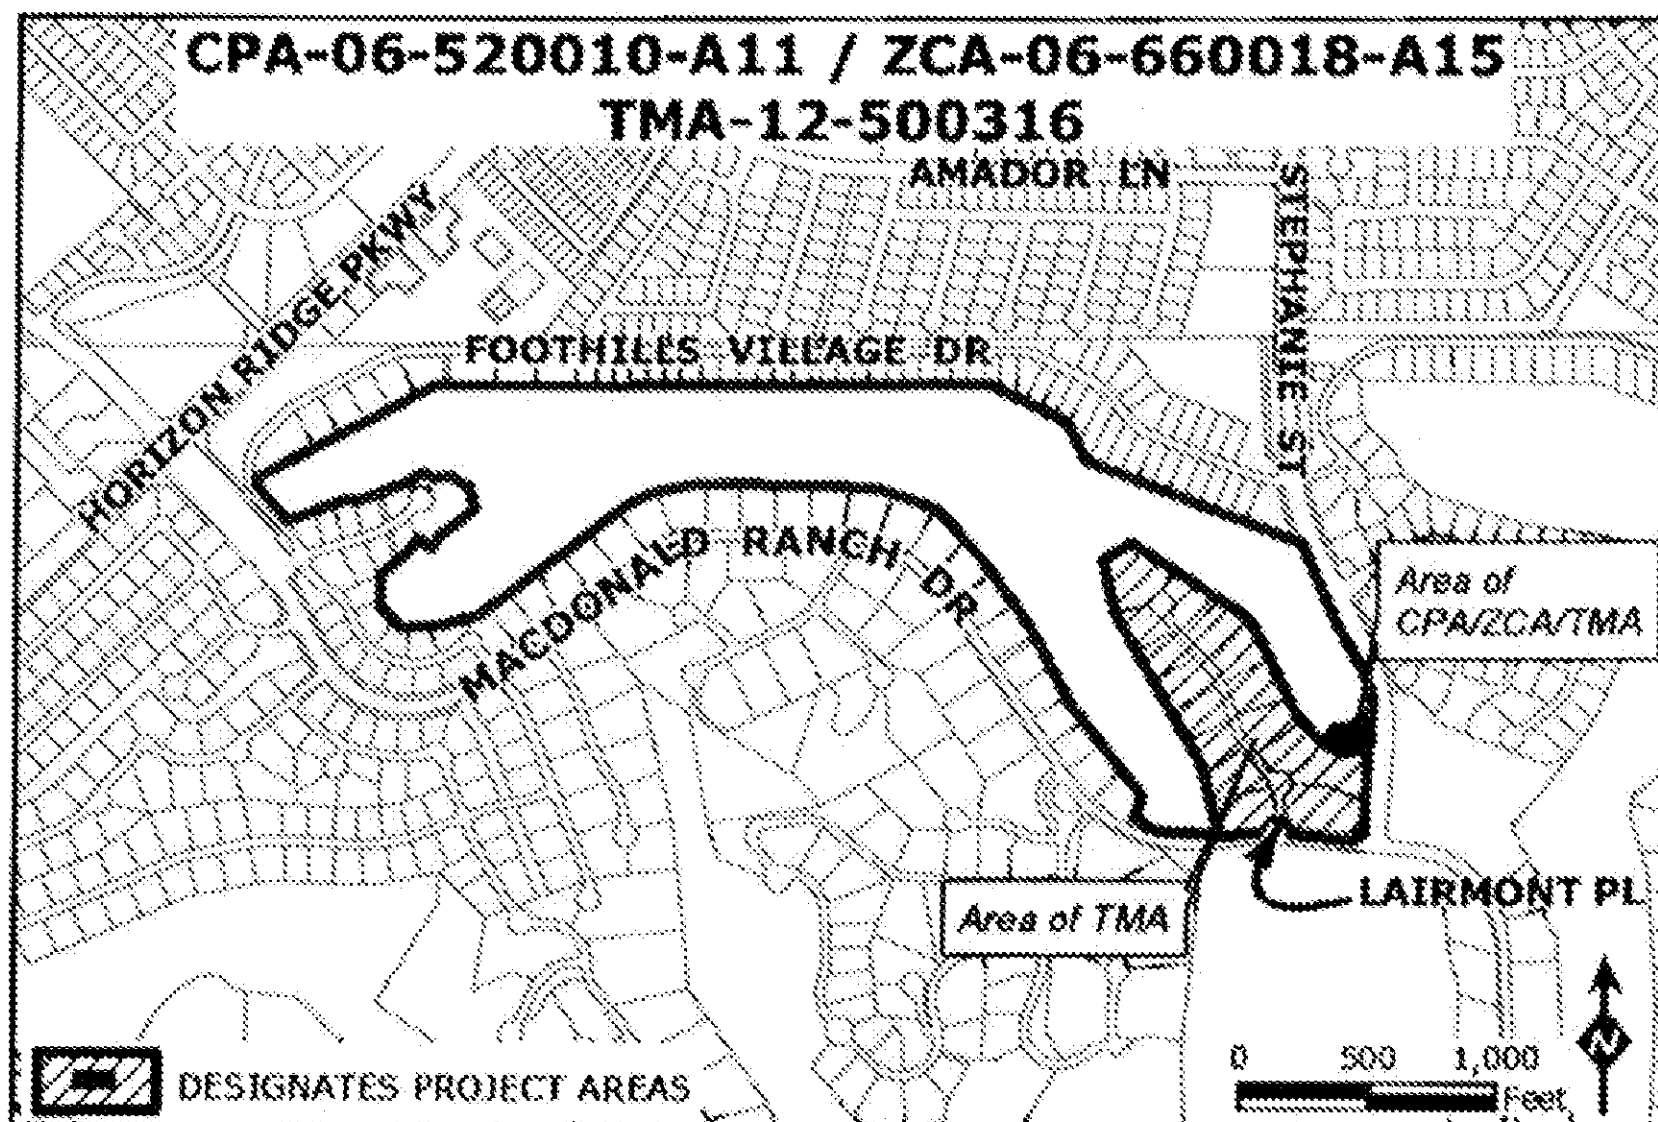 CPA-06-520010-A11 / ZCA-06-660018-A15
TMA-12-500316
AMADOR LN
STEPHANIE ST
HORIZON RIDGE PKWY
FOOTHILLS VILLAGE DR
MACDONALD RANCH DR
Area of
CPA/ZCA/TMA
Area of TMA
LAIRMONT PL
N
0 500 1,000
Feet
DESIGNATES PROJECT AREAS